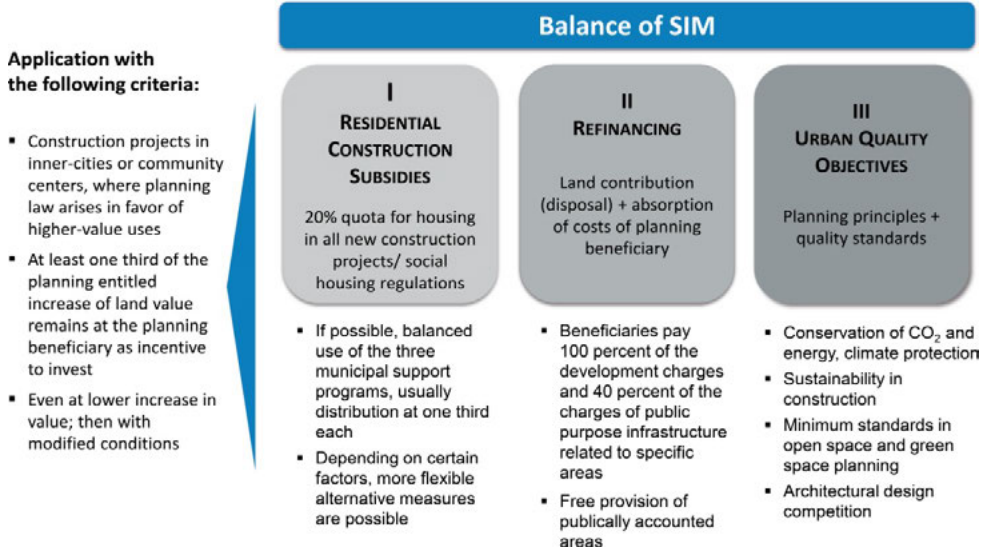 Balance of SIM
Application with
the following criteria:
▪ Construction projects in
inner-cities or community
centers, where planning
law arises in favor of
higher-value uses
▪ At least one third of the
planning entitled
increase of land value
remains at the planning
beneficiary as incentive
to invest
▪ Even at lower increase in
value; then with
modified conditions
I
RESIDENTIAL
CONSTRUCTION
SUBSIDIES
20% quota for housing
in all new construction
projects/ social
housing regulations
▪ If possible, balanced
use of the three
municipal support
programs, usually
distribution at one third
each
▪ Depending on certain
factors, more flexible
alternative measures
are possible
II
REFINANCING
Land contribution
(disposal) + absorption
of costs of planning
beneficiary
▪ Beneficiaries pay
100 percent of the
development charges
and 40 percent of the
charges of public
purpose infrastructure
related to specific
areas
▪ Free provision of
publically accounted
areas
III
URBAN QUALITY
OBJECTIVES
Planning principles +
quality standards
▪ Conservation of CO₂ and
energy, climate protection
▪ Sustainability in
construction
▪ Minimum standards in
open space and green
space planning
▪ Architectural design
competition